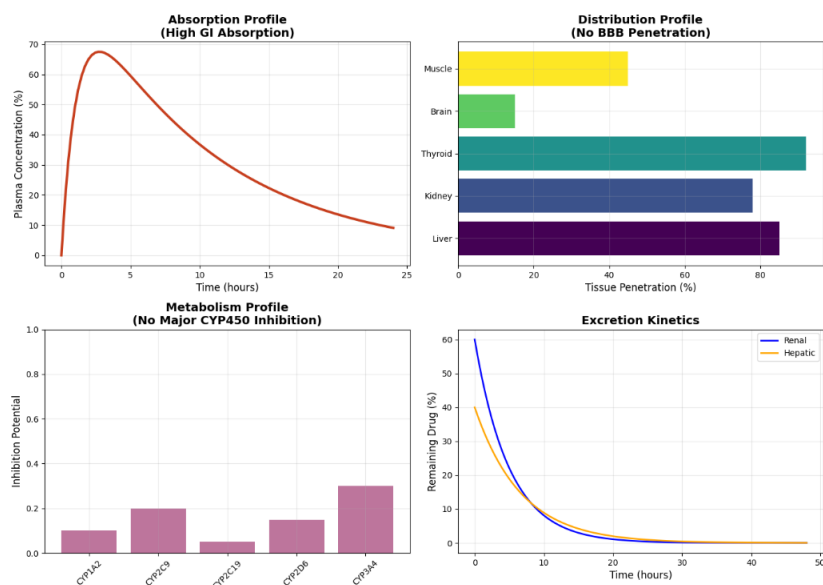 Absorption Profile
(High GI Absorption)
70
60
50
40
30
20
10
0
Plasma Concentration (%)
0 5 10 15 20 25
Time (hours)
Distribution Profile
(No BBB Penetration)
Muscle
Brain
Thyroid
Kidney
Liver
0 20 40 60 80
Tissue Penetration (%)
Metabolism Profile
(No Major CYP450 Inhibition)
1.0
0.8
0.6
0.4
0.2
0.0
Inhibition Potential
CYP1A2 CYP2C9 CYP2C19 CYP2D6 CYP3A4
Excretion Kinetics
Renal
Hepatic
60
50
40
30
20
10
0
Remaining Drug (%)
0 10 20 30 40 50
Time (hours)